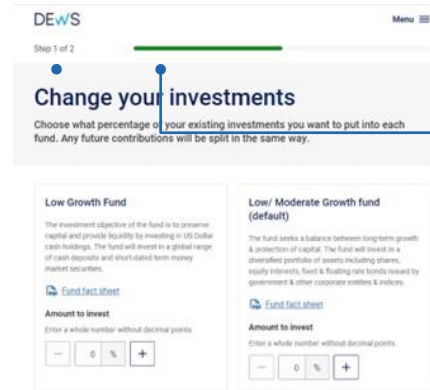 DEWS
Menu
Step 1 of 2
Change your investments
Choose what percentage of your existing investments you want to put into each
fund. Any future contributions will be split in the same way.
Low Growth Fund
The investment objective of the fund is to preserve
capital and provide liquidity by investing in US Dollar
cash holdings. The fund will invest in a global range
of cash deposits and short-dated term money
market securities.
Fund fact sheet
Amount to invest
Enter a whole number without decimal points.
− 0 % +
Low/ Moderate Growth fund
(default)
The fund seeks a balance between long-term growth
& protection of capital. The fund will invest in a
diversified portfolio of assets including shares,
equity interests, fixed & floating rate bonds issued by
government & other corporate entities & indices.
Fund fact sheet
Amount to invest
Enter a whole number without decimal points.
− 0 % +